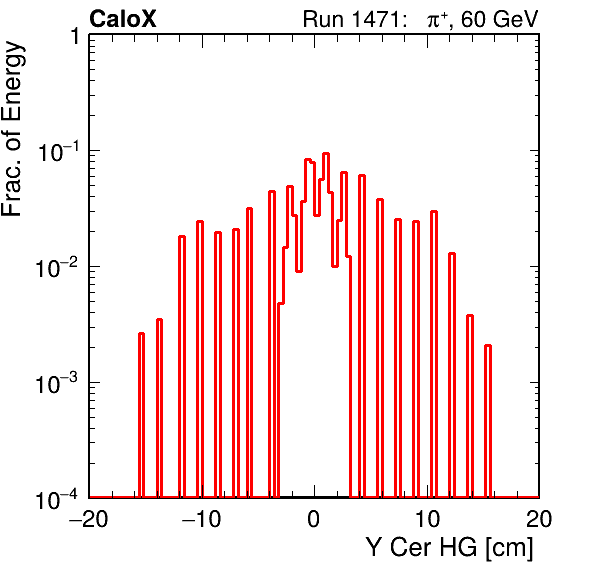 CaloX Run 1471: π⁺, 60 GeV
Frac. of Energy
1
10⁻¹
10⁻²
10⁻³
10⁻⁴
−20 −10 0 10 20
Y Cer HG [cm]